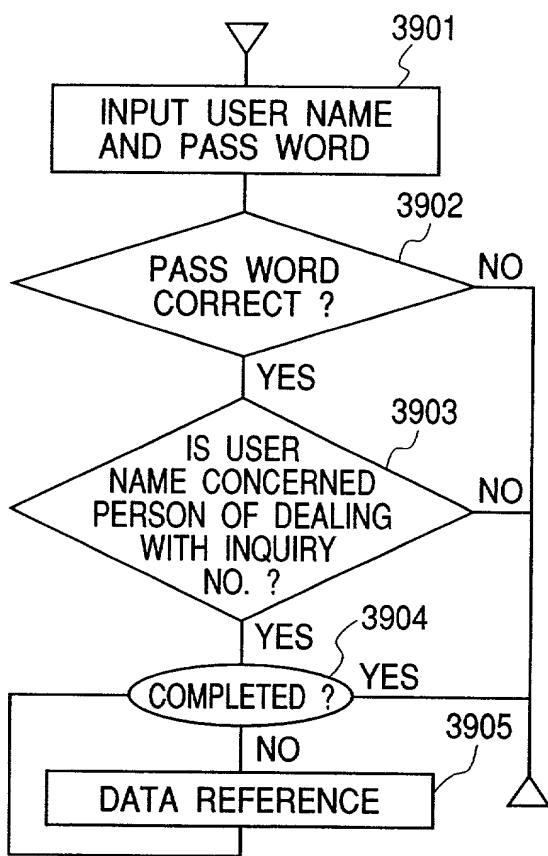 3901
INPUT USER NAME
AND PASS WORD
3902
PASS WORD
CORRECT ?
NO
YES
3903
IS USER
NAME CONCERNED
PERSON OF DEALING
WITH INQUIRY
NO. ?
NO
YES
3904
COMPLETED ?
YES
NO
3905
DATA REFERENCE